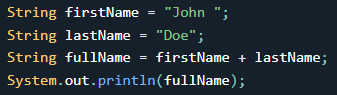 String firstName = "John ";
String lastName = "Doe";
String fullName = firstName + lastName;
System.out.println(fullName);